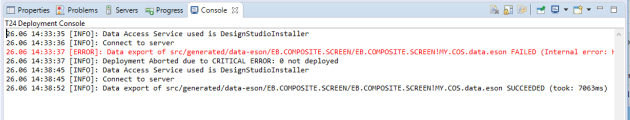 Properties Problems Servers Progress Console
T24 Deployment Console
26.06 14:33:35 [INFO]: Data Access Service used is DesignStudioInstaller
26.06 14:33:36 [INFO]: Connect to server
26.06 14:33:37 [ERROR]: Data export of src/generated/data-eson/EB.COMPOSITE.SCREEN/EB.COMPOSITE.SCREEN!MY.COS.data.eson FAILED (Internal error:
26.06 14:33:37 [INFO]: Deployment Aborted due to CRITICAL ERROR: 0 not deployed
26.06 14:38:45 [INFO]: Data Access Service used is DesignStudioInstaller
26.06 14:38:45 [INFO]: Connect to server
26.06 14:38:52 [INFO]: Data export of src/generated/data-eson/EB.COMPOSITE.SCREEN/EB.COMPOSITE.SCREEN!MY.COS.data.eson SUCCEEDED (took: 7063ms)